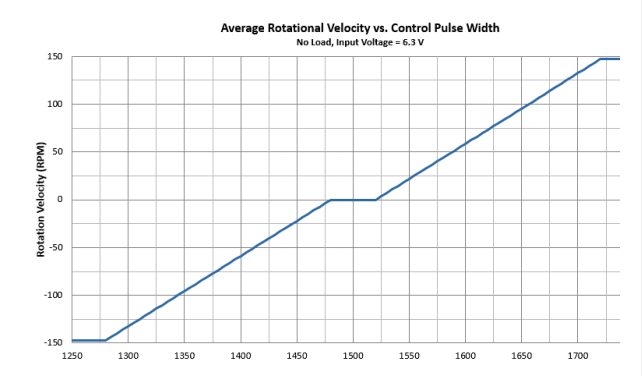 Average Rotational Velocity vs. Control Pulse Width
No Load, Input Voltage = 6.3 V
Rotation Velocity (RPM)
150
100
50
0
-50
-100
-150
1250 1300 1350 1400 1450 1500 1550 1600 1650 1700